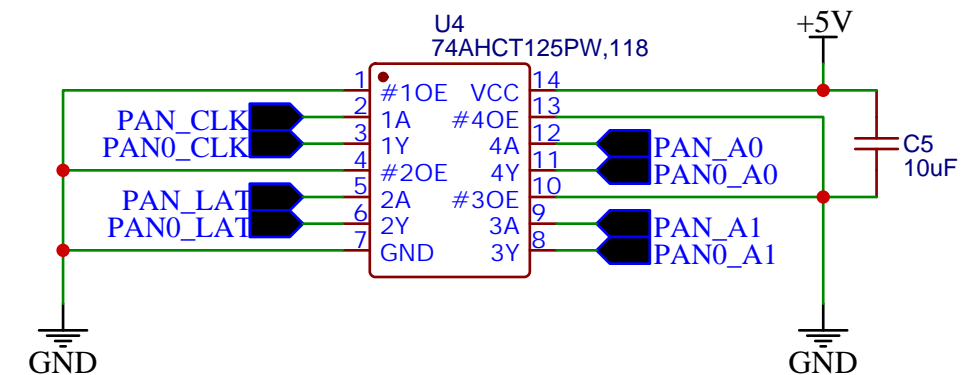 U4
74AHCT125PW,118
+5V
1 #1OE VCC 14
PAN_CLK 2 1A #4OE 13
PAN0_CLK 3 1Y 4A 12 PAN_A0
4 #2OE 4Y 11 PAN0_A0
PAN_LAT 5 2A #3OE 10
PAN0_LAT 6 2Y 3A 9 PAN_A1
7 GND 3Y 8 PAN0_A1
C5
10uF
GND GND